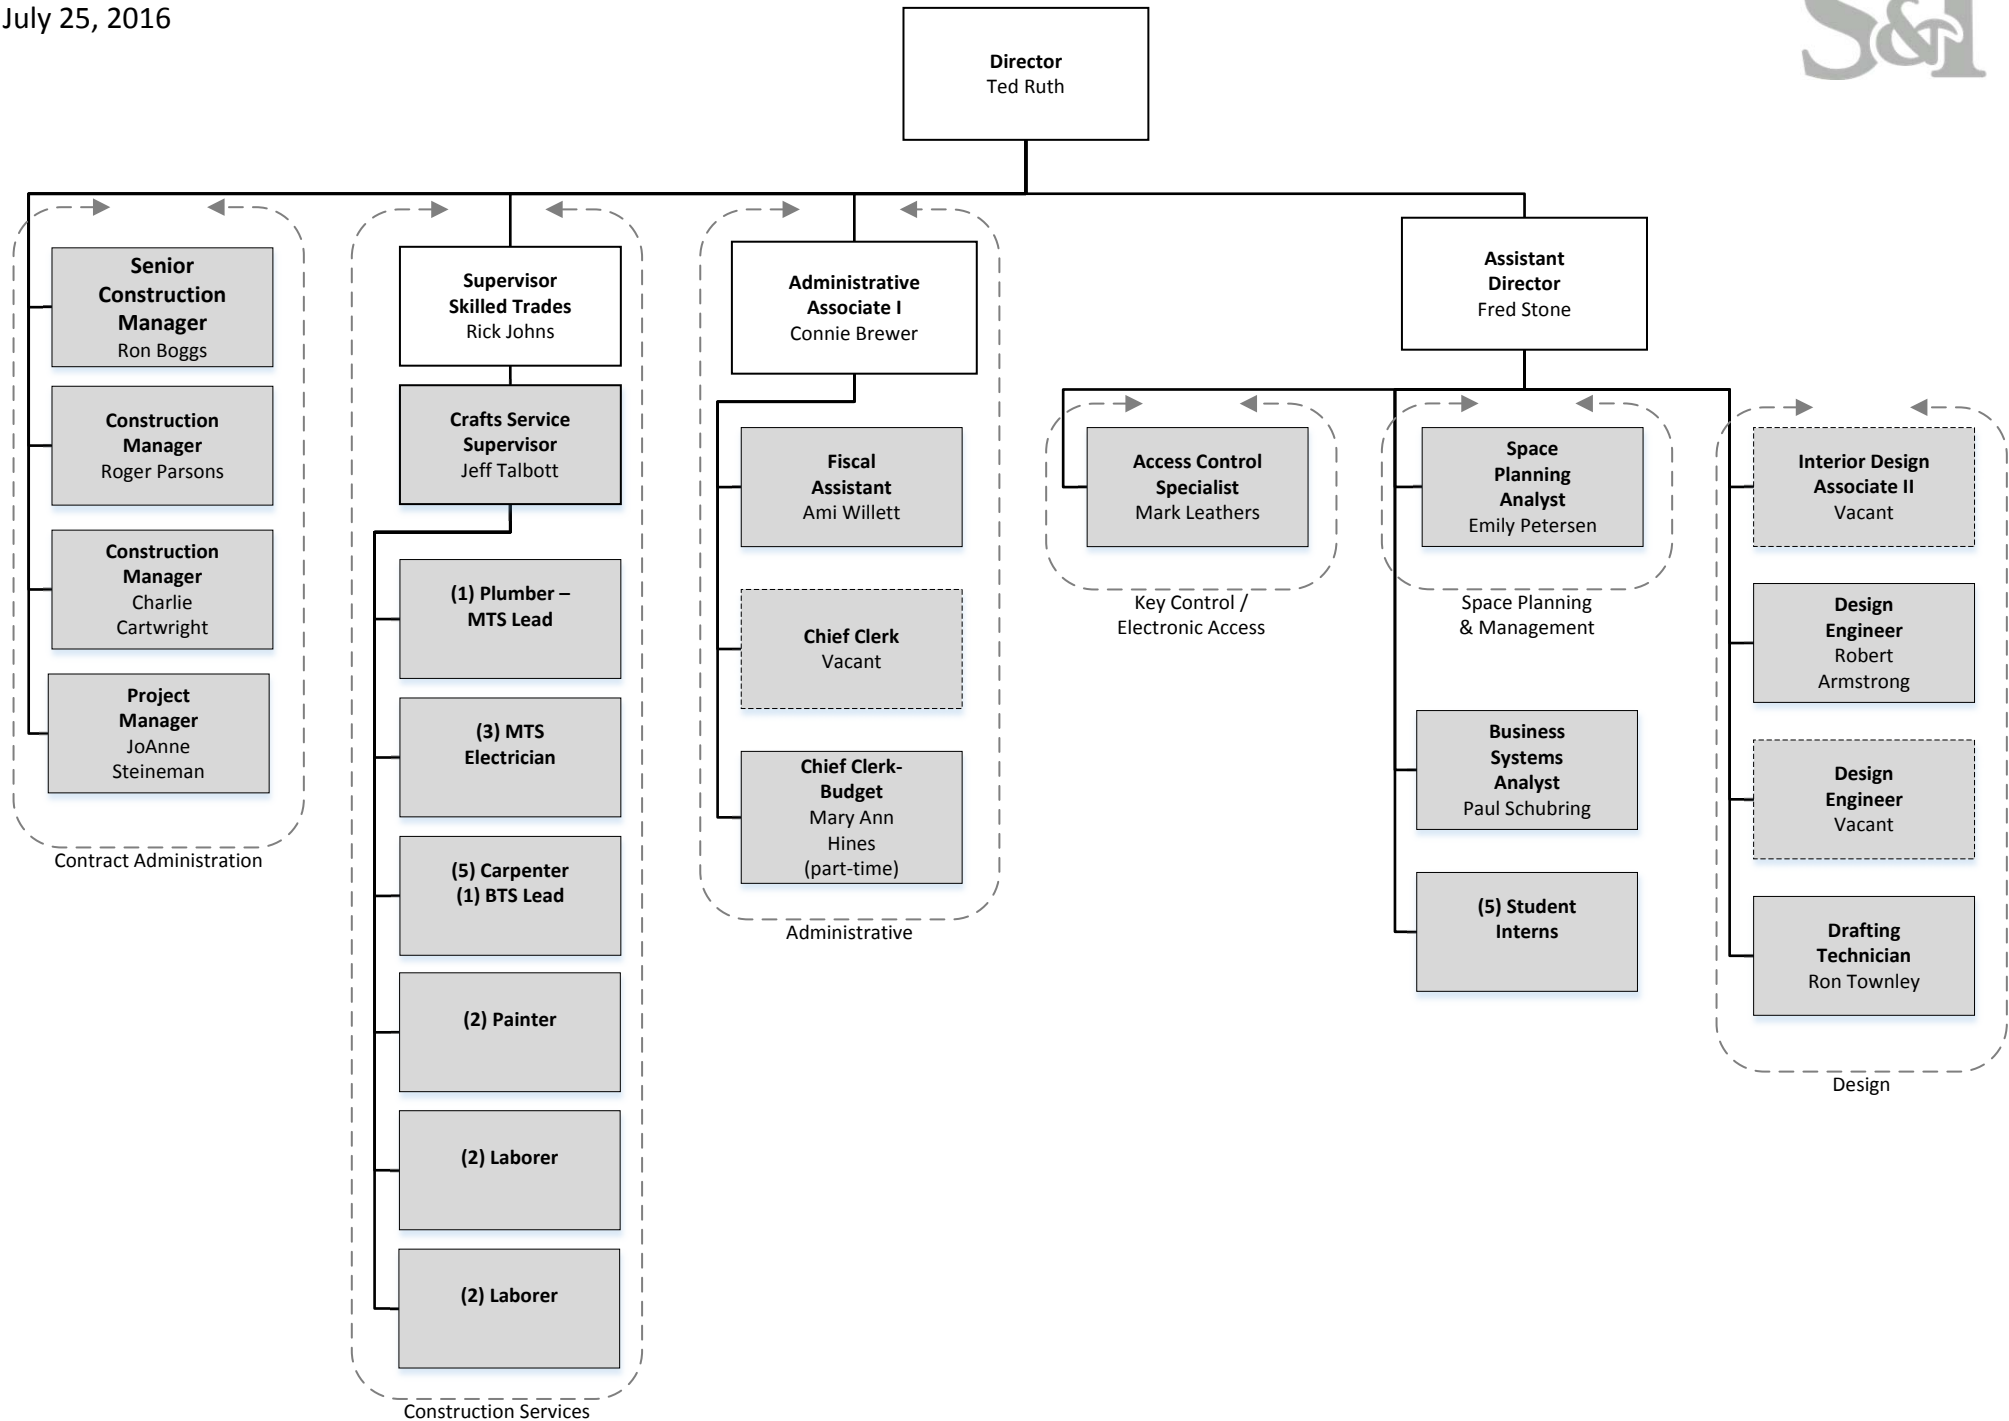 July 25, 2016
S&I
Director
Ted Ruth
Senior
Construction
Manager
Ron Boggs
Construction
Manager
Roger Parsons
Construction
Manager
Charlie
Cartwright
Project
Manager
JoAnne
Steineman
Contract Administration
Supervisor
Skilled Trades
Rick Johns
Crafts Service
Supervisor
Jeff Talbott
(1) Plumber –
MTS Lead
(3) MTS
Electrician
(5) Carpenter
(1) BTS Lead
(2) Painter
(2) Laborer
(2) Laborer
Construction Services
Administrative
Associate I
Connie Brewer
Fiscal
Assistant
Ami Willett
Chief Clerk
Vacant
Chief Clerk-
Budget
Mary Ann
Hines
(part-time)
Administrative
Assistant
Director
Fred Stone
Access Control
Specialist
Mark Leathers
Key Control /
Electronic Access
Space
Planning
Analyst
Emily Petersen
Space Planning
& Management
Business
Systems
Analyst
Paul Schubring
(5) Student
Interns
Interior Design
Associate II
Vacant
Design
Engineer
Robert
Armstrong
Design
Engineer
Vacant
Drafting
Technician
Ron Townley
Design